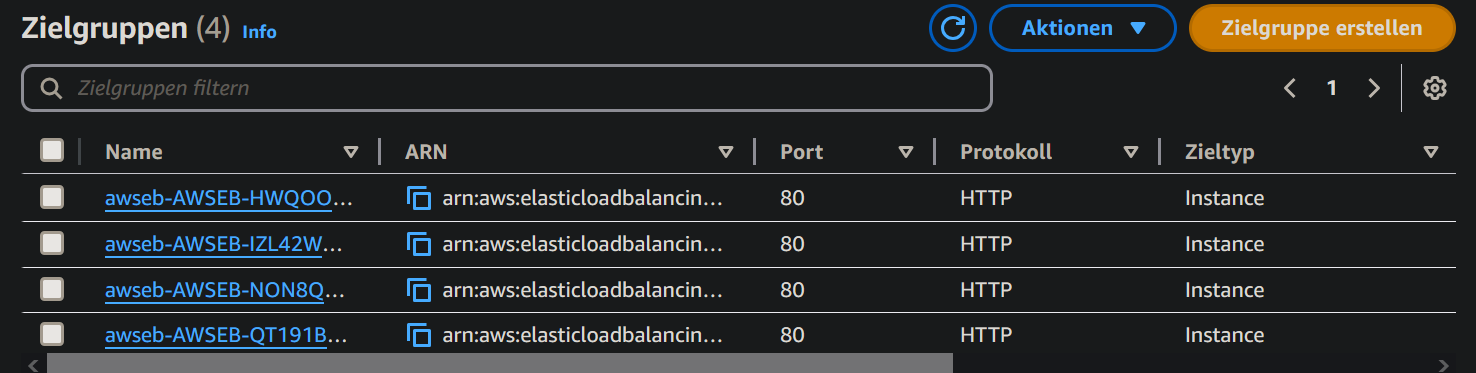 Zielgruppen (4) Info Aktionen Zielgruppe erstellen
Zielgruppen filtern 1
Name ARN Port Protokoll Zieltyp
awseb-AWSEB-HWQOO... arn:aws:elasticloadbalancin... 80 HTTP Instance
awseb-AWSEB-IZL42W... arn:aws:elasticloadbalancin... 80 HTTP Instance
awseb-AWSEB-NON8Q... arn:aws:elasticloadbalancin... 80 HTTP Instance
awseb-AWSEB-QT191B... arn:aws:elasticloadbalancin... 80 HTTP Instance